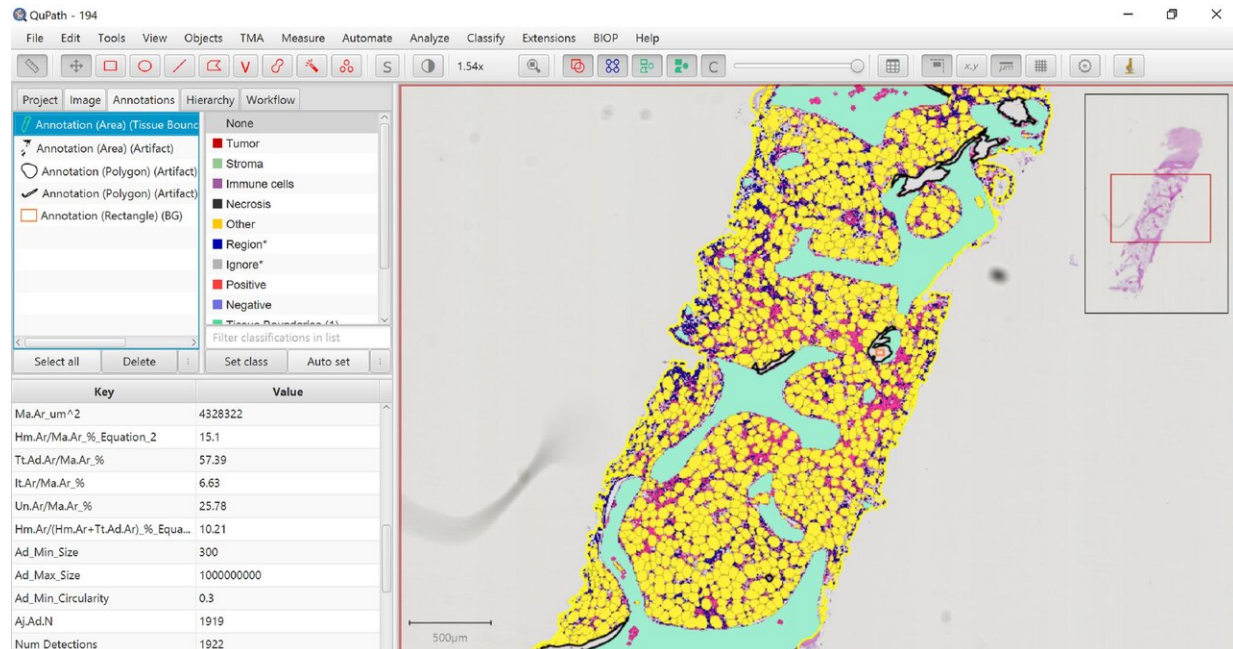 QuPath - 194
File Edit Tools View Objects TMA Measure Automate Analyze Classify Extensions BIOP Help
S 1.54x C x,y μm
Project Image Annotations Hierarchy Workflow
Annotation (Area) (Tissue Bounc
Annotation (Area) (Artifact)
Annotation (Polygon) (Artifact)
Annotation (Polygon) (Artifact)
Annotation (Rectangle) (BG)
None
Tumor
Stroma
Immune cells
Necrosis
Other
Region*
Ignore*
Positive
Negative
Tissue Boundaries (1)
Filter classifications in list
Select all Delete Set class Auto set
Key Value
Ma.Ar_um^2 4328322
Hm.Ar/Ma.Ar_%_Equation_2 15.1
Tt.Ad.Ar/Ma.Ar_% 57.39
It.Ar/Ma.Ar_% 6.63
Un.Ar/Ma.Ar_% 25.78
Hm.Ar/(Hm.Ar+Tt.Ad.Ar)_%_Equa... 10.21
Ad_Min_Size 300
Ad_Max_Size 1000000000
Ad_Min_Circularity 0.3
Aj.Ad.N 1919
Num Detections 1922
500μm